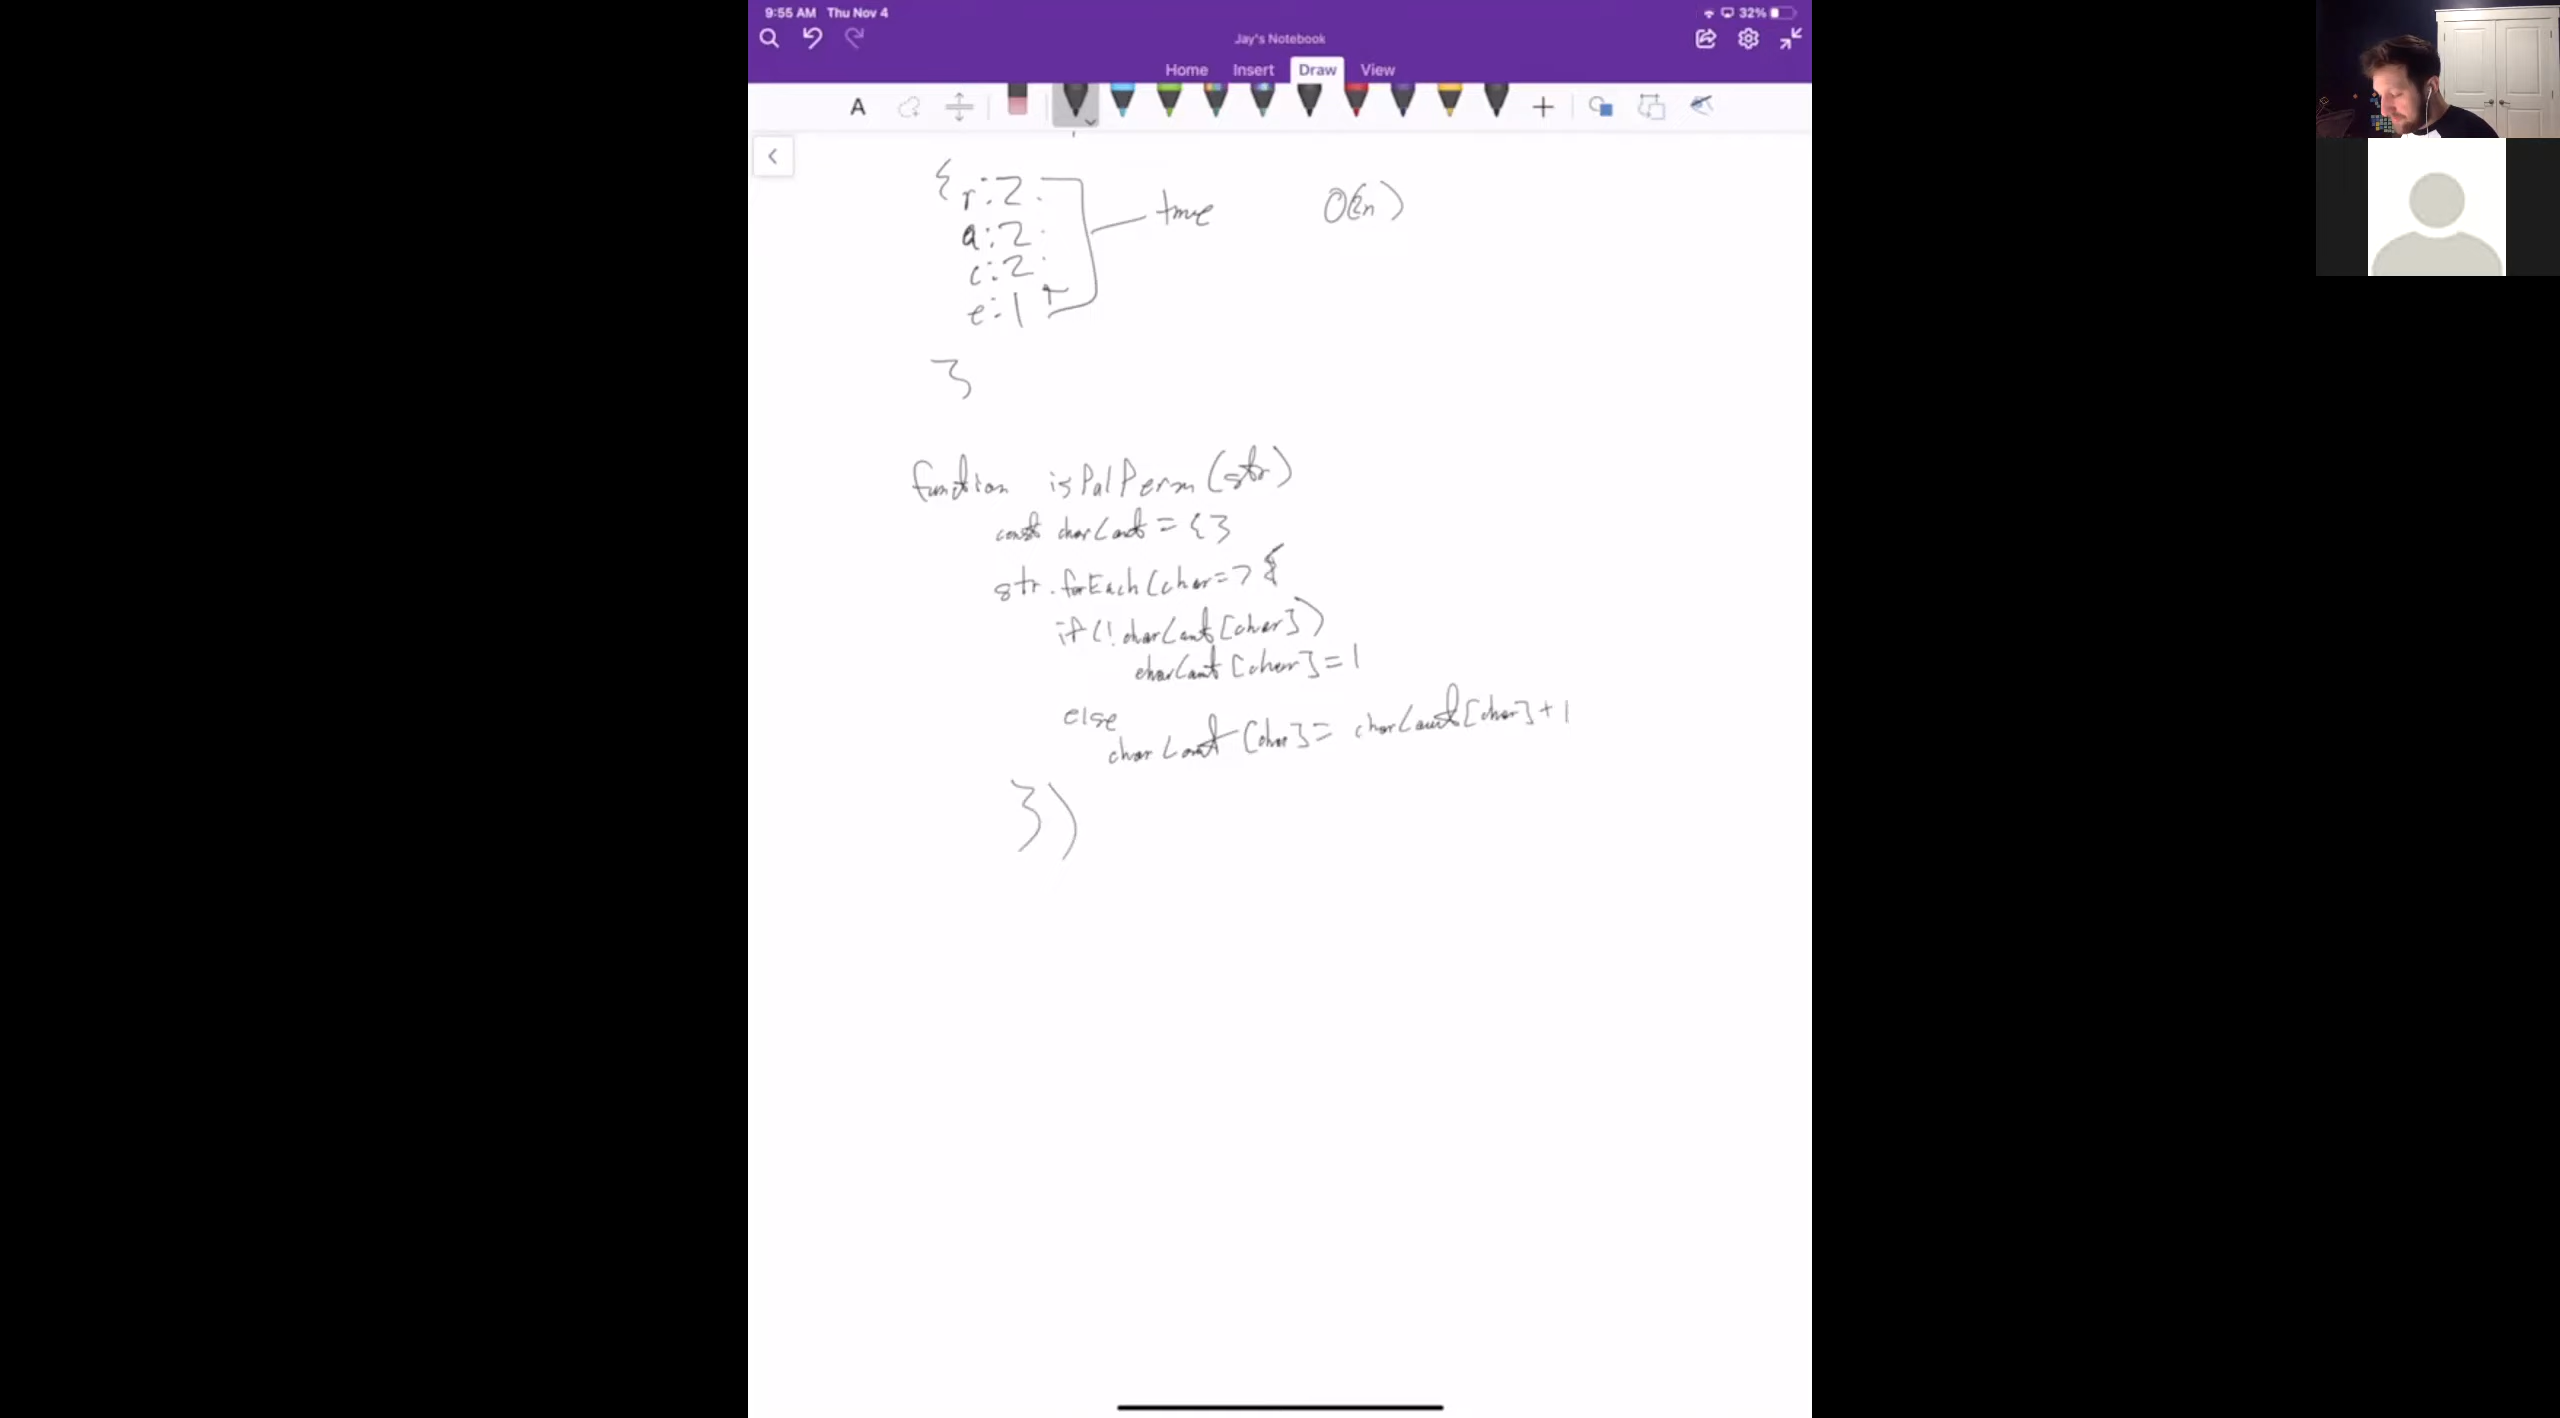 9:55 AM Thu Nov 4
32%
Jay's Notebook
Home Insert Draw View
A
{ r:2
a:2
c:2
e:1
}
true
O(2n)
function isPalPerm(str)
const charCount = {}
str.forEach(char=>{
if(!charCount[char])
charCount[char]=1
else
charCount[char]= charCount[char]+1
})